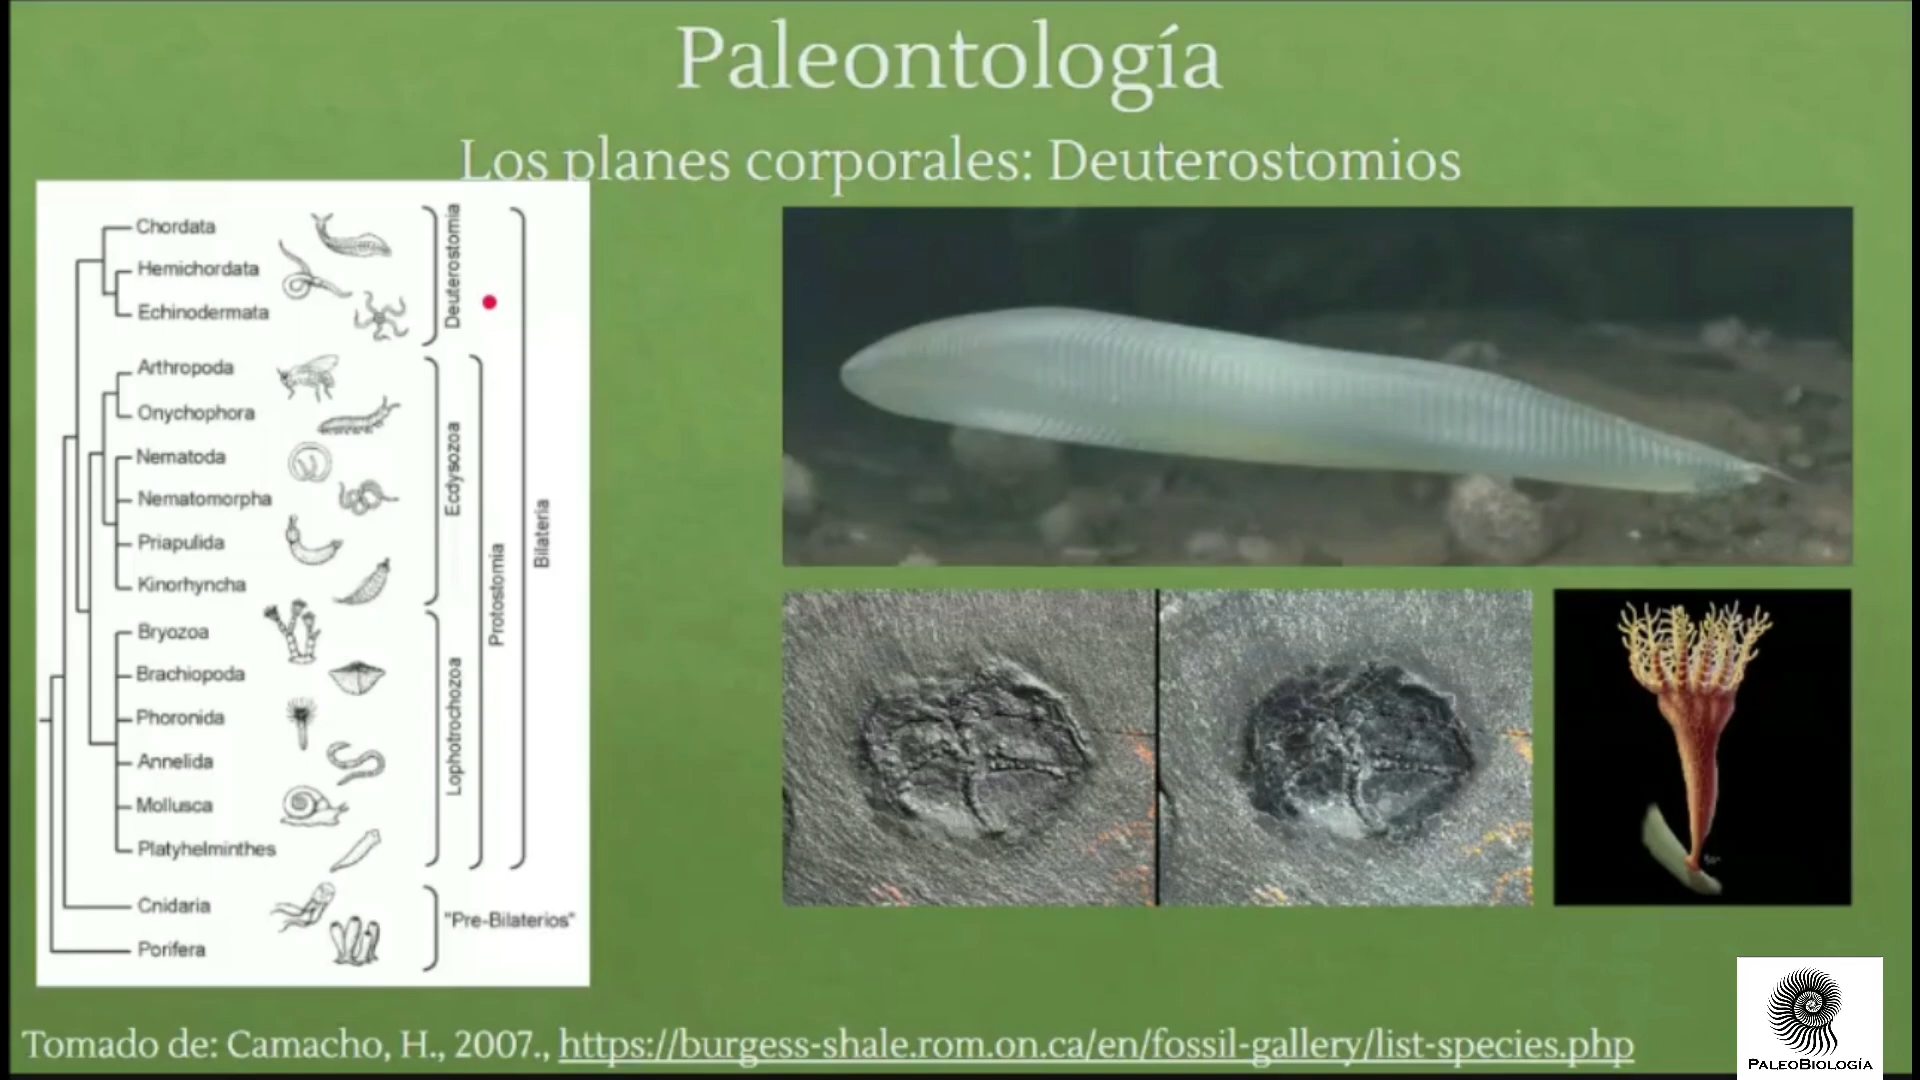 Paleontología
Los planes corporales: Deuterostomios
Chordata
Hemichordata
Echinodermata
Arthropoda
Onychophora
Nematoda
Nematomorpha
Priapulida
Kinorhyncha
Bryozoa
Brachiopoda
Phoronida
Annelida
Mollusca
Platyhelminthes
Cnidaria
Porifera
Deuterostomia
Ecdysozoa
Lophotrochozoa
Protostomia
Bilateria
"Pre-Bilaterios"
Tomado de: Camacho, H., 2007., https://burgess-shale.rom.on.ca/en/fossil-gallery/list-species.php
PALEOBIOLOGÍA